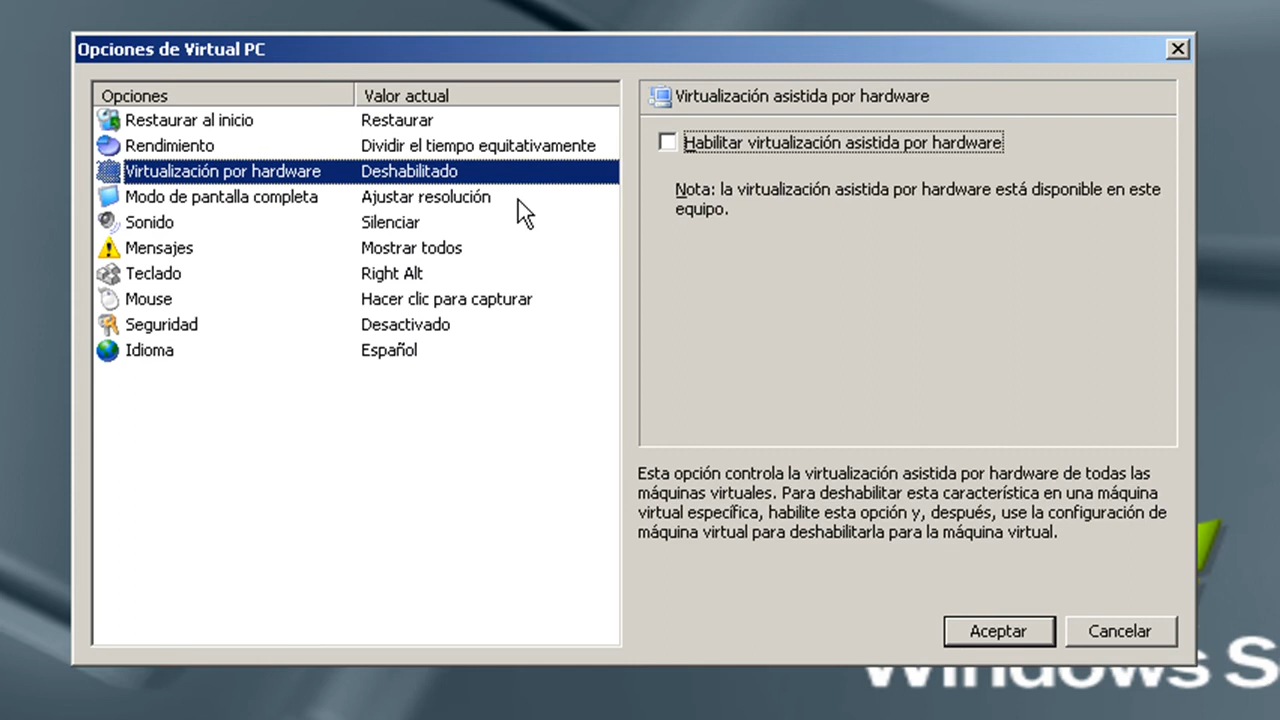 Opciones de Virtual PC
Opciones Valor actual
Restaurar al inicio Restaurar
Rendimiento Dividir el tiempo equitativamente
Virtualización por hardware Deshabilitado
Modo de pantalla completa Ajustar resolución
Sonido Silenciar
Mensajes Mostrar todos
Teclado Right Alt
Mouse Hacer clic para capturar
Seguridad Desactivado
Idioma Español
Virtualización asistida por hardware
Habilitar virtualización asistida por hardware
Nota: la virtualización asistida por hardware está disponible en este
equipo.
Esta opción controla la virtualización asistida por hardware de todas las
máquinas virtuales. Para deshabilitar esta característica en una máquina
virtual específica, habilite esta opción y, después, use la configuración de
máquina virtual para deshabilitarla para la máquina virtual.
Aceptar Cancelar
Windows S